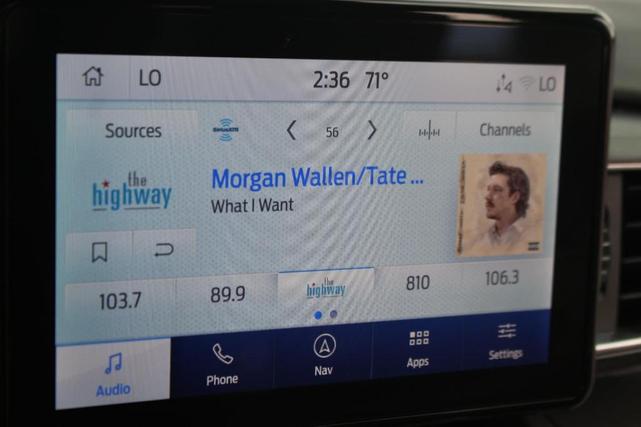 LO
2:36 71°
LO
Sources
SiriusXM
56
Channels
the
highway
Morgan Wallen/Tate ...
What I Want
103.7
89.9
the
highway
810
106.3
Audio
Phone
Nav
Apps
Settings